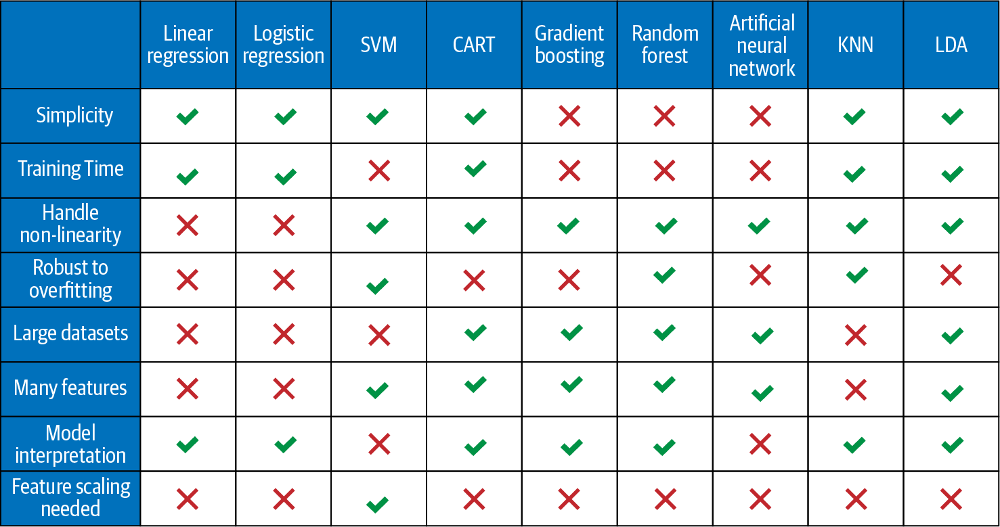 Linear
regression
Logistic
regression
SVM
CART
Gradient
boosting
Random
forest
Artificial
neural
network
KNN
LDA
Simplicity
Training Time
Handle
non-linearity
Robust to
overfitting
Large datasets
Many features
Model
interpretation
Feature scaling
needed